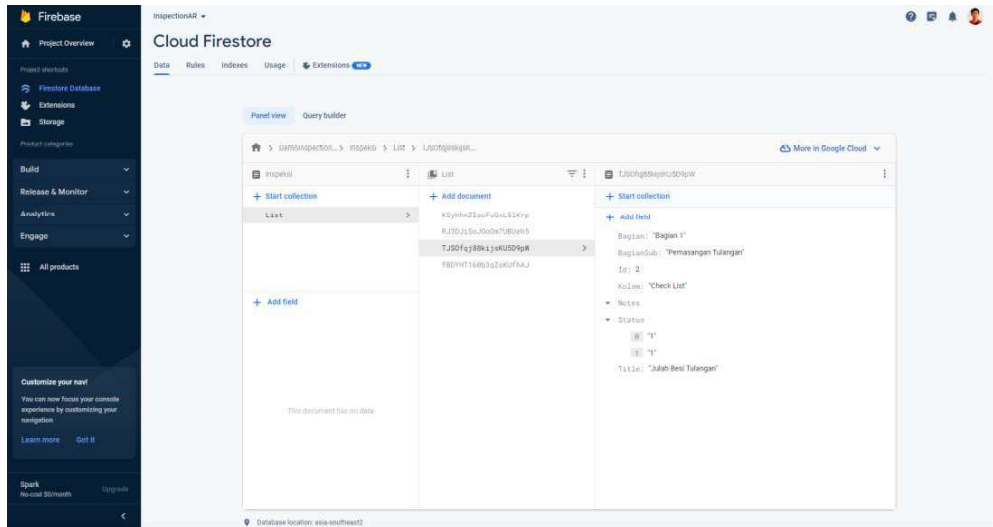 Firebase
Project Overview
Project shortcuts
Firestore Database
Extensions
Storage
Product categories
Build
Release & Monitor
Analytics
Engage
All products
Customize your nav!
You can now focus your console
experience by customizing your
navigation
Learn more Got it
Spark
No-cost $0/month
Upgrade
InspectionAR
Cloud Firestore
Data Rules Indexes Usage Extensions NEW
Panel view Query builder
Inspeksi > List
More in Google Cloud
Inspeksi
Start collection
List
Add field
This document has no data
List
Add document
TJSOfqj88kijsKU5D9pW
TJSOfqj88kijsKU5D9pW
Start collection
Add field
Bagian: "Bagian 1"
BagianSub: "Pemasangan Tulangan"
Id: 2
Kolom: "Check List"
Notes
Status
0 "1"
1 "1"
Title: "Julah Besi Tulangan"
Database location: asia-southeast2